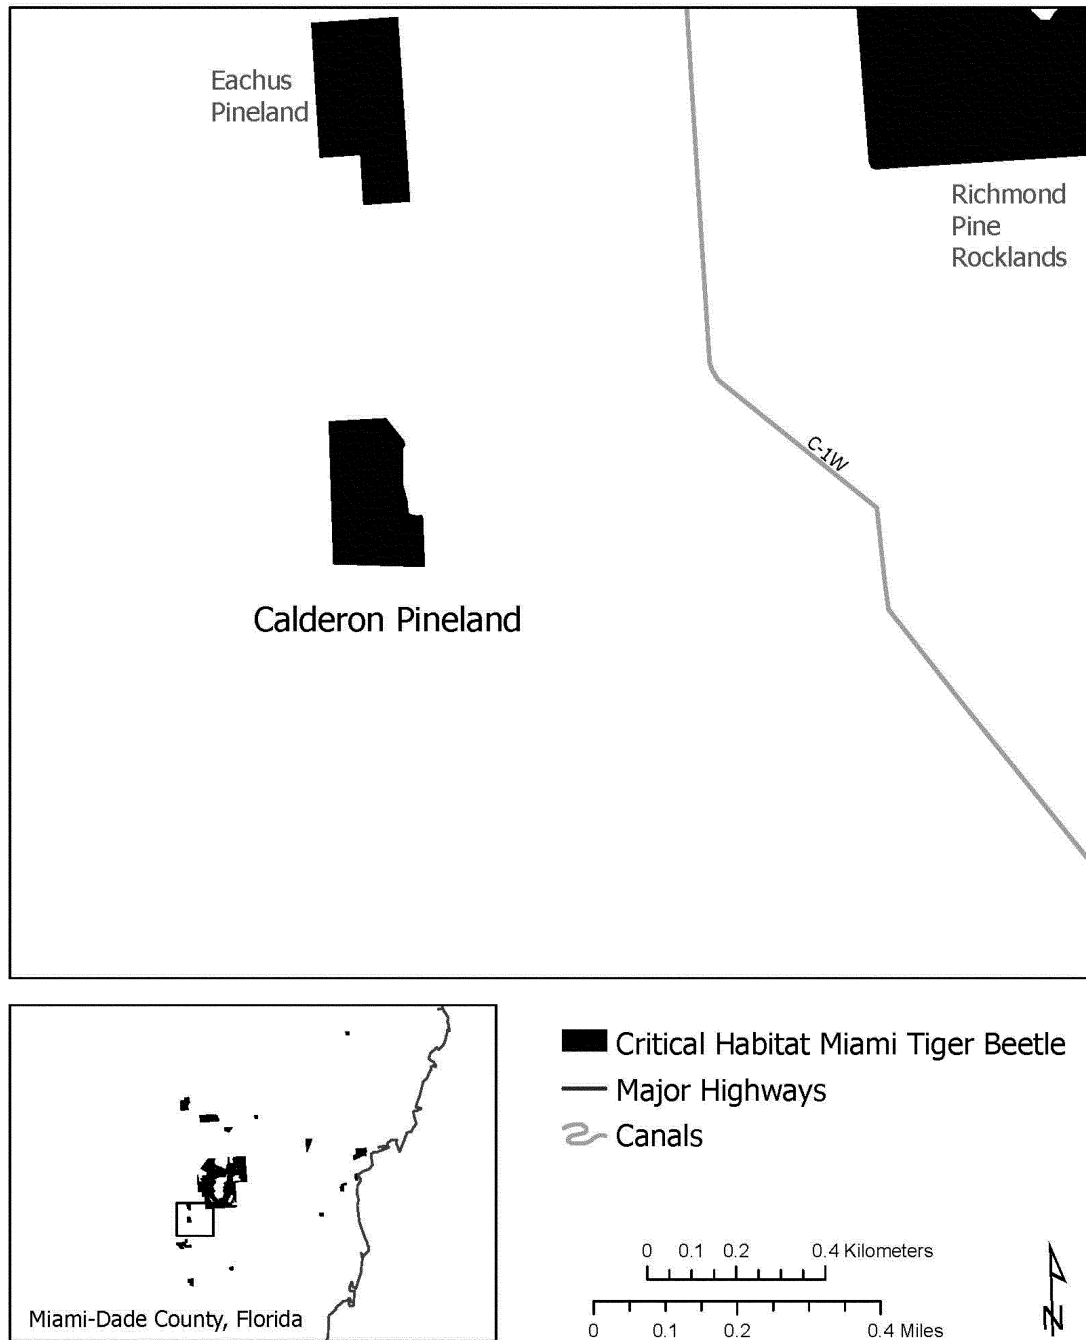 Eachus
Pineland
Richmond
Pine
Rocklands
C-1W
Calderon Pineland
Critical Habitat Miami Tiger Beetle
Major Highways
Canals
0 0.1 0.2 0.4 Kilometers
0 0.1 0.2 0.4 Miles
N
Miami-Dade County, Florida